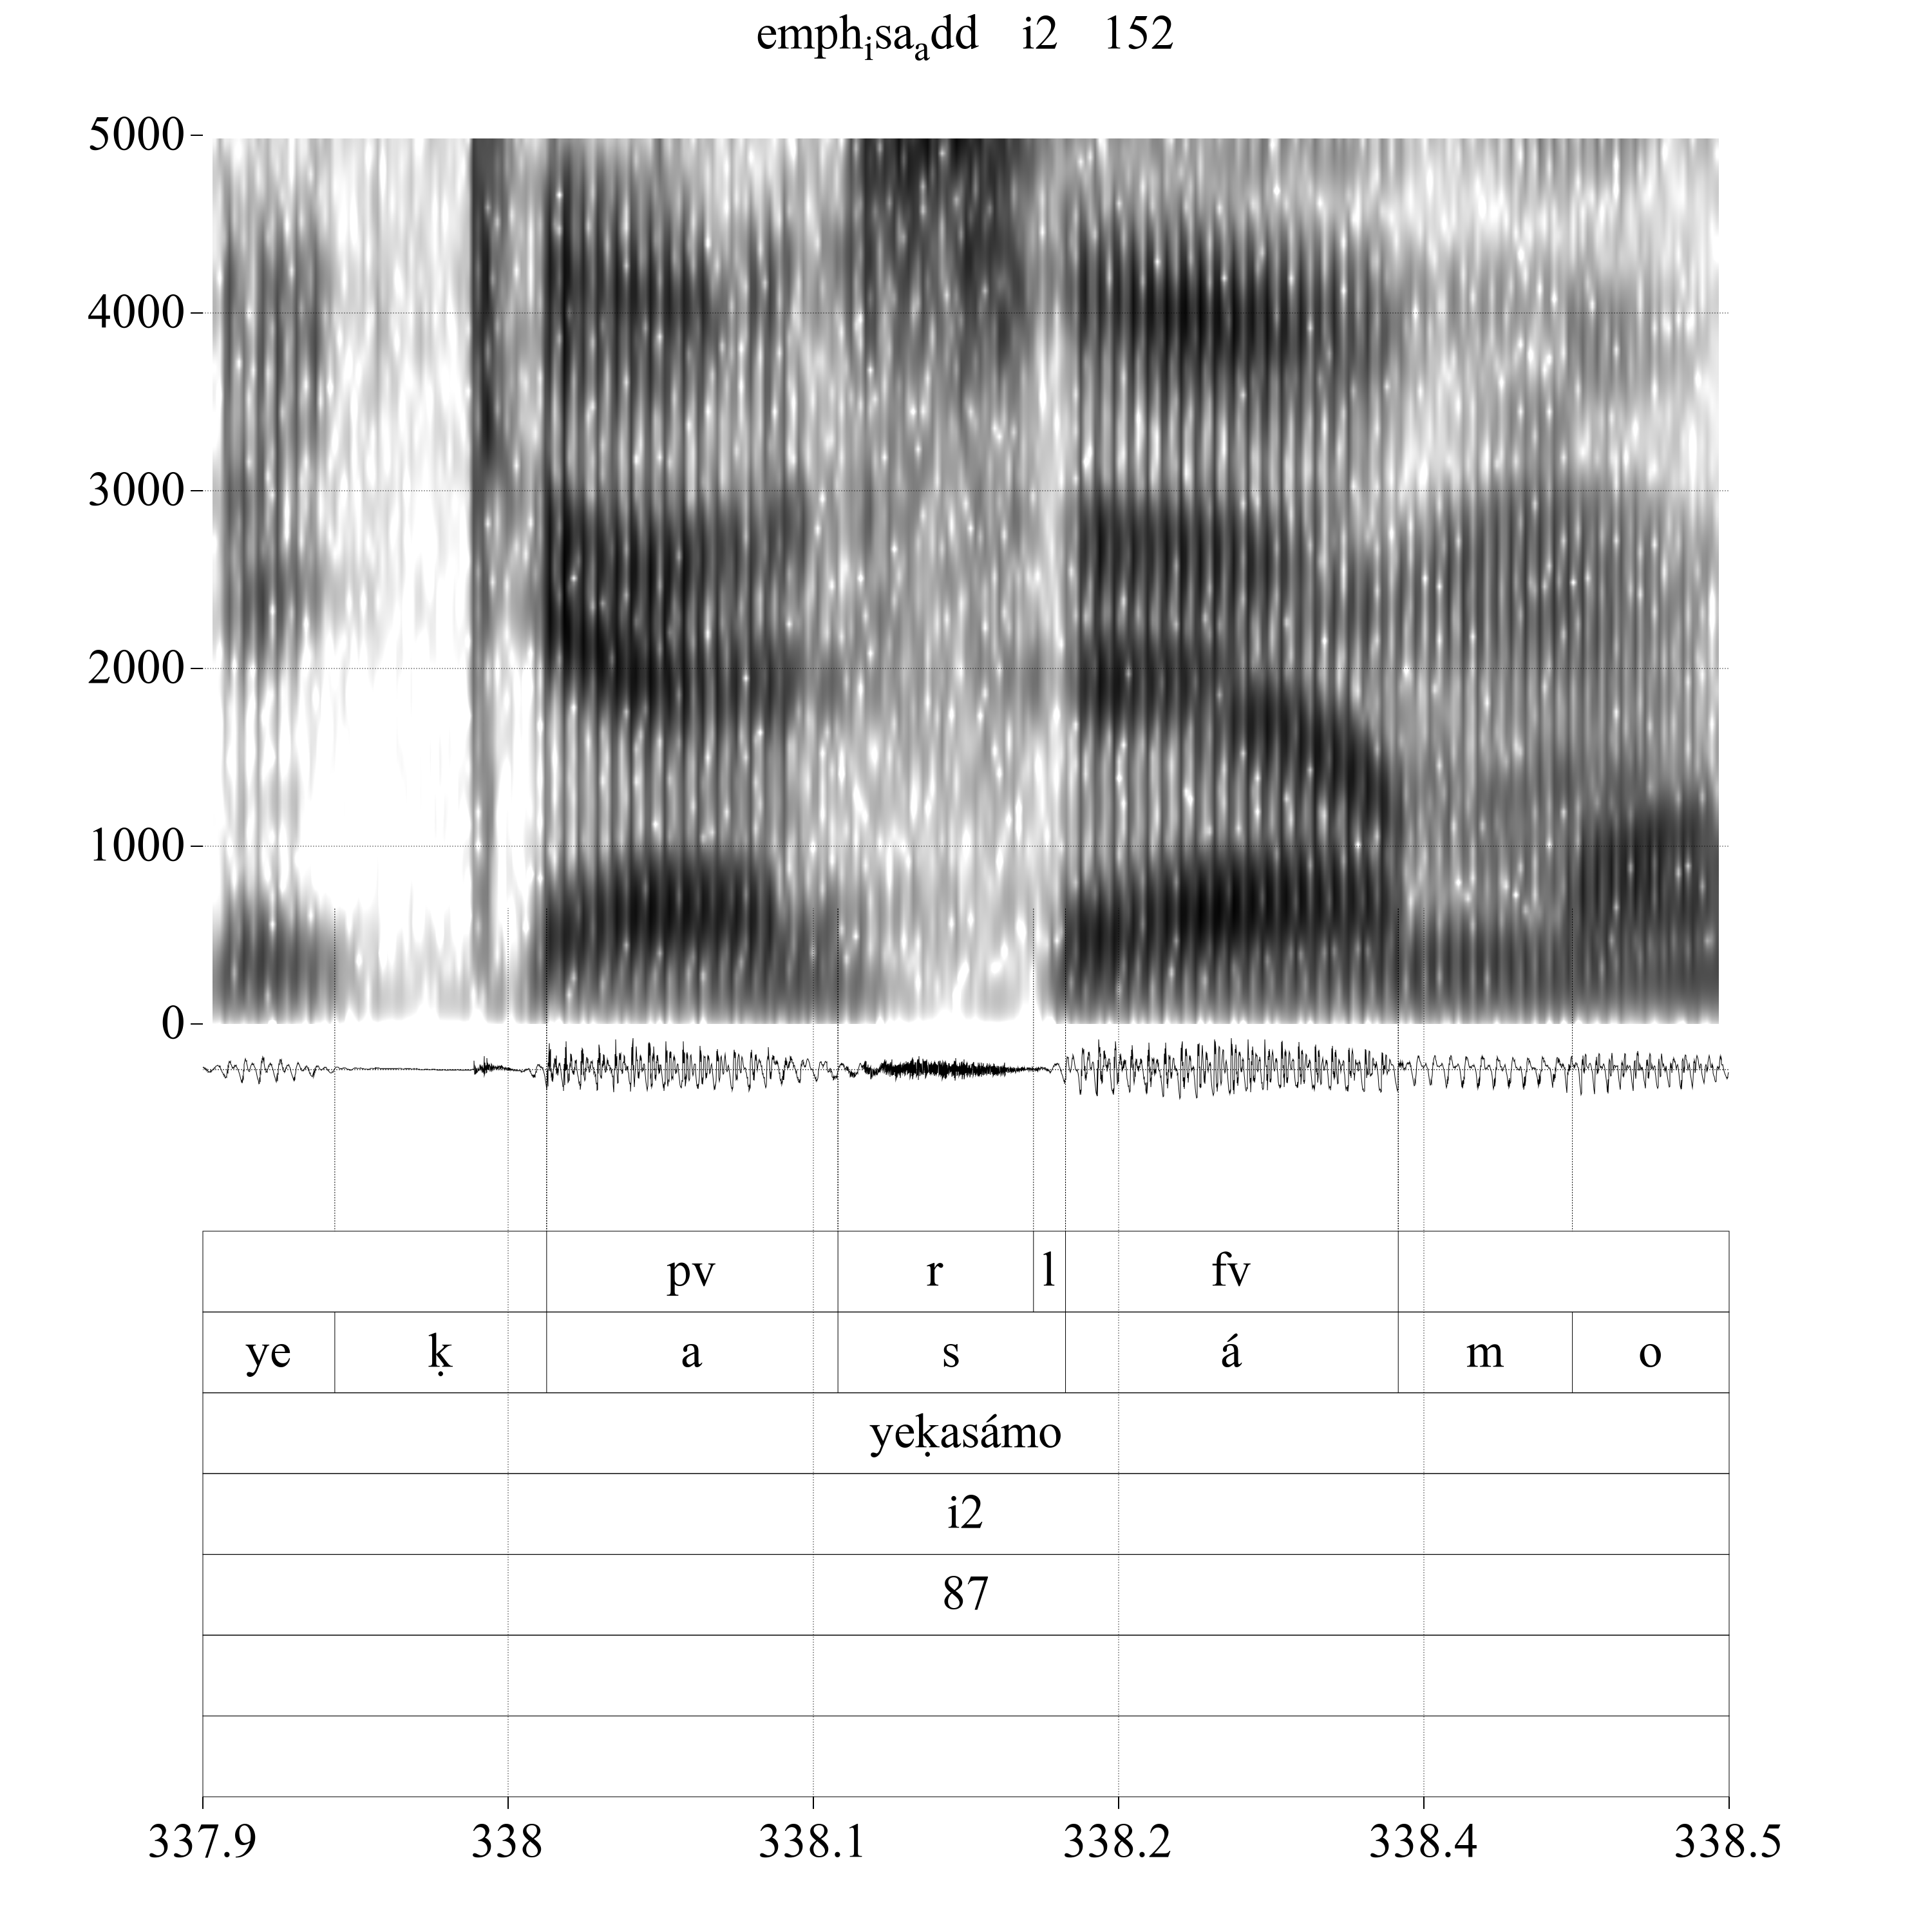 emphisaadd i2 152
5000
4000
3000
2000
1000
0
pv r l fv
ye ḳ a s á m o
yeḳasámo
i2
87
337.9 338 338.1 338.2 338.4 338.5